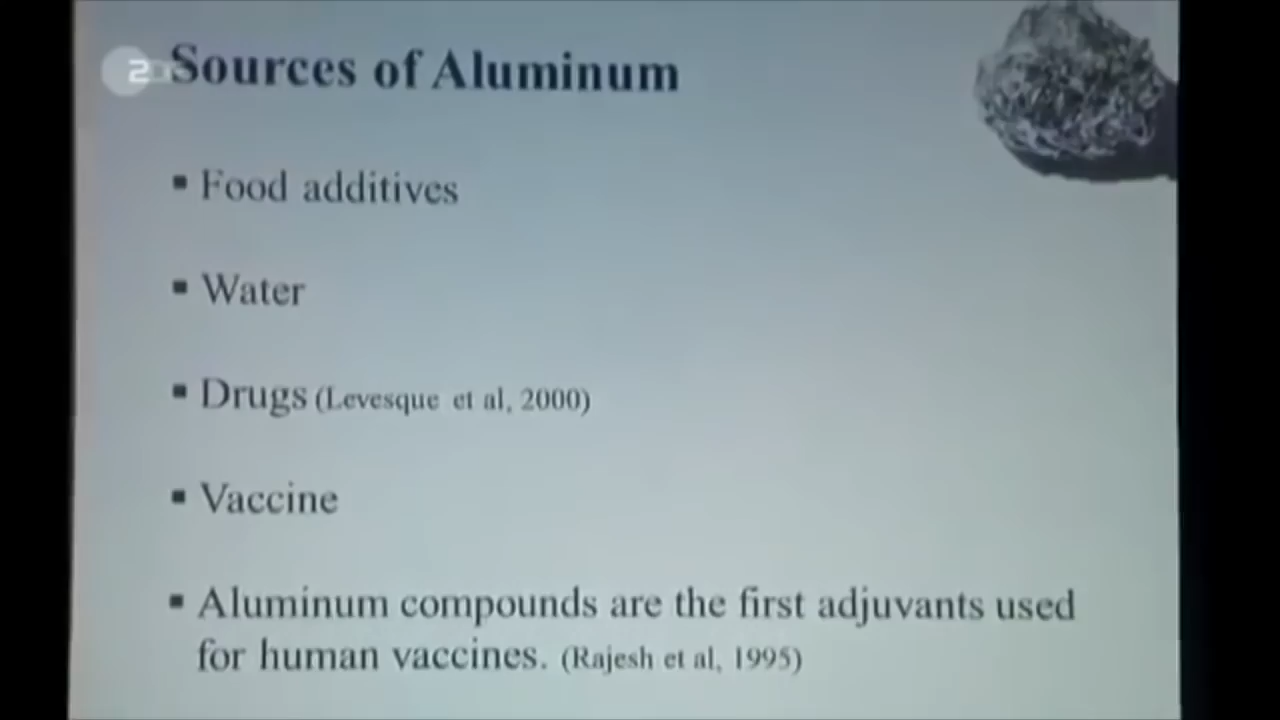 Sources of Aluminum
▪ Food additives
▪ Water
▪ Drugs (Levesque et al, 2000)
▪ Vaccine
▪ Aluminum compounds are the first adjuvants used
for human vaccines. (Rajesh et al, 1995)